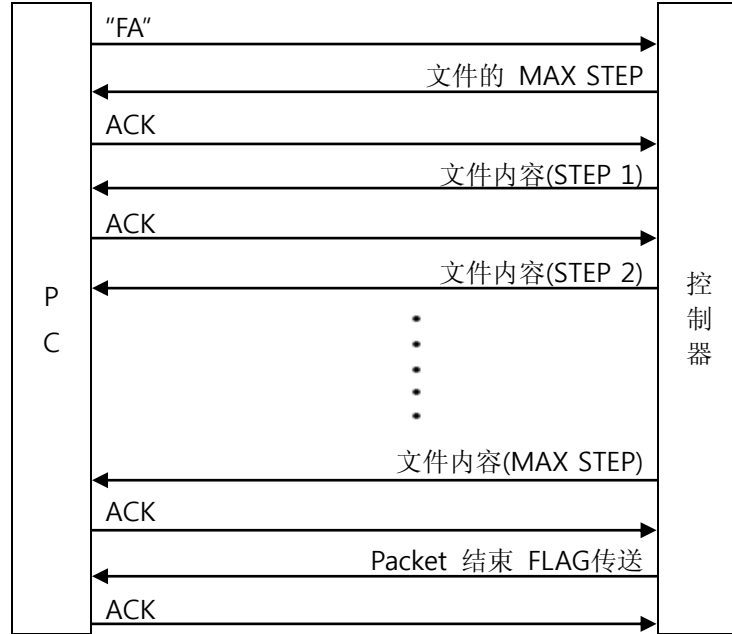 “FA”
文件的 MAX STEP
ACK
文件内容(STEP 1)
ACK
文件内容(STEP 2)
P
C
控
制
器
文件内容(MAX STEP)
ACK
Packet 结束 FLAG传送
ACK